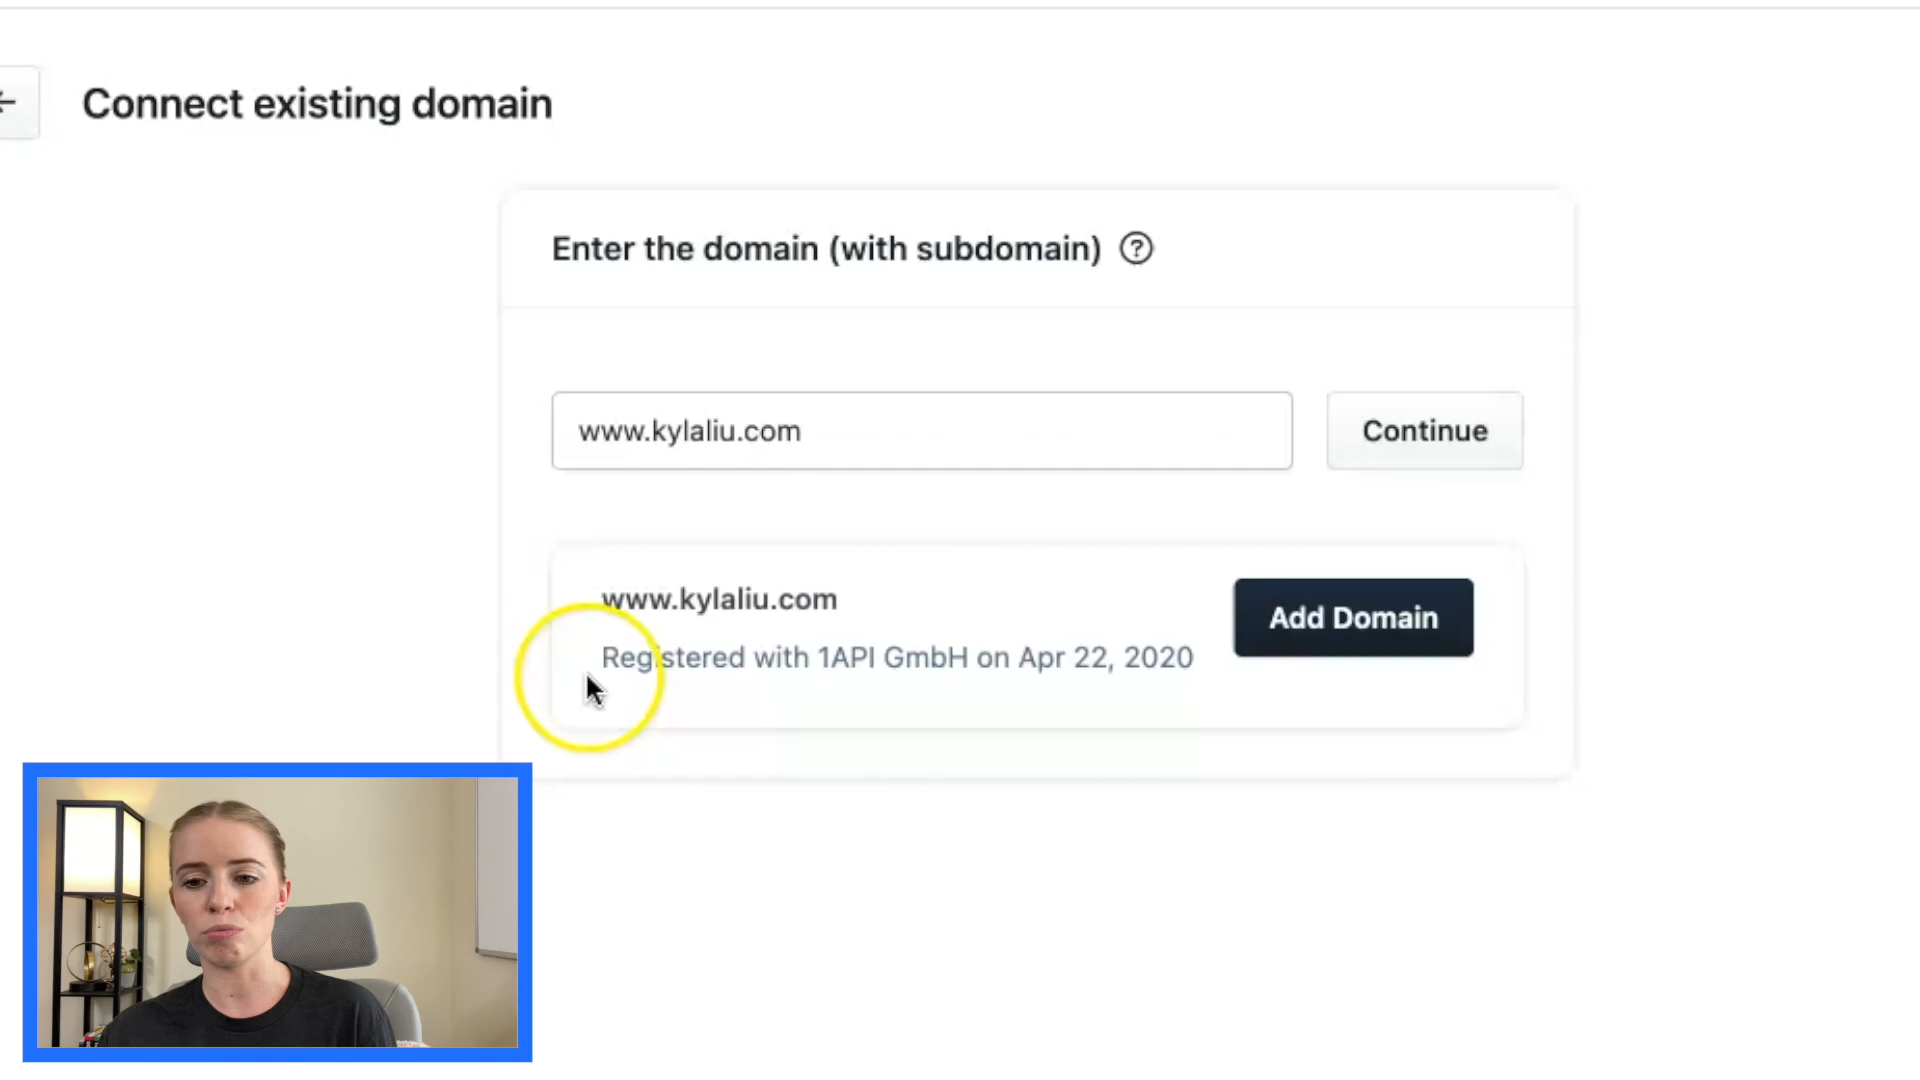 Connect existing domain
Enter the domain (with subdomain) ?
www.kylaliu.com
Continue
www.kylaliu.com
Add Domain
Registered with 1API GmbH on Apr 22, 2020